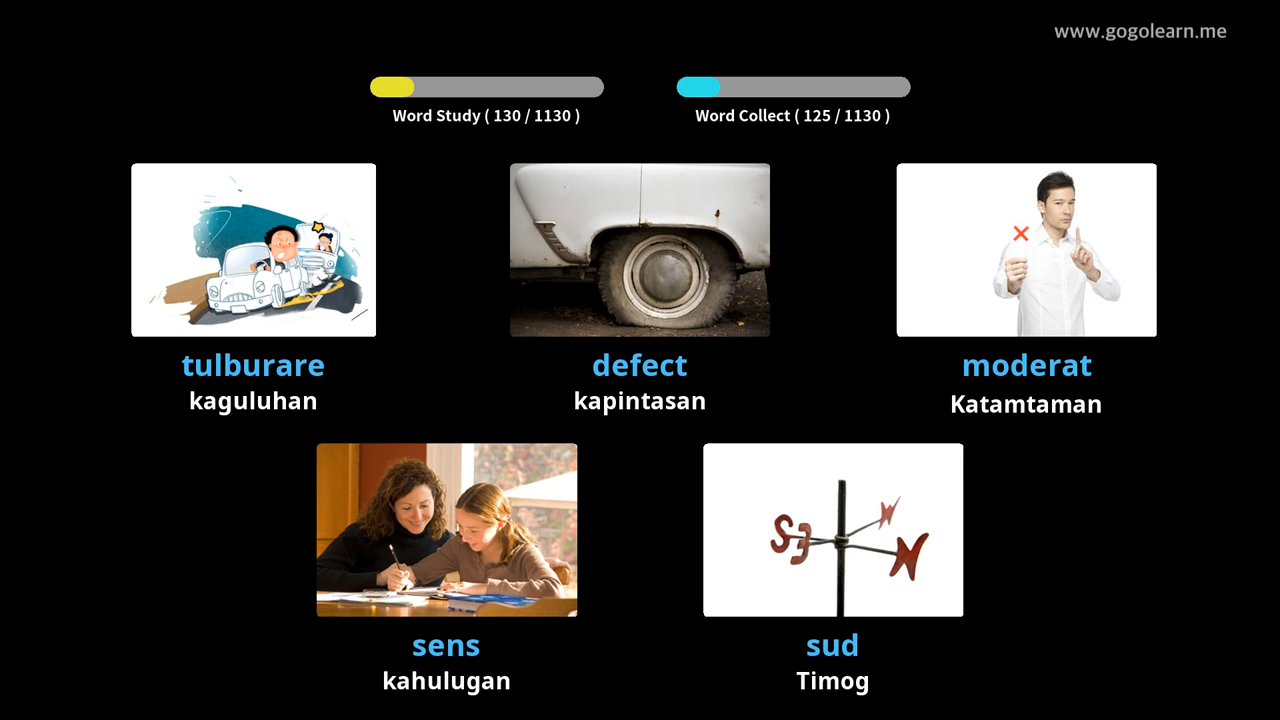 www.gogolearn.me
Word Study ( 130 / 1130 )
Word Collect ( 125 / 1130 )
tulburare
kaguluhan
defect
kapintasan
moderat
Katamtaman
sens
kahulugan
sud
Timog